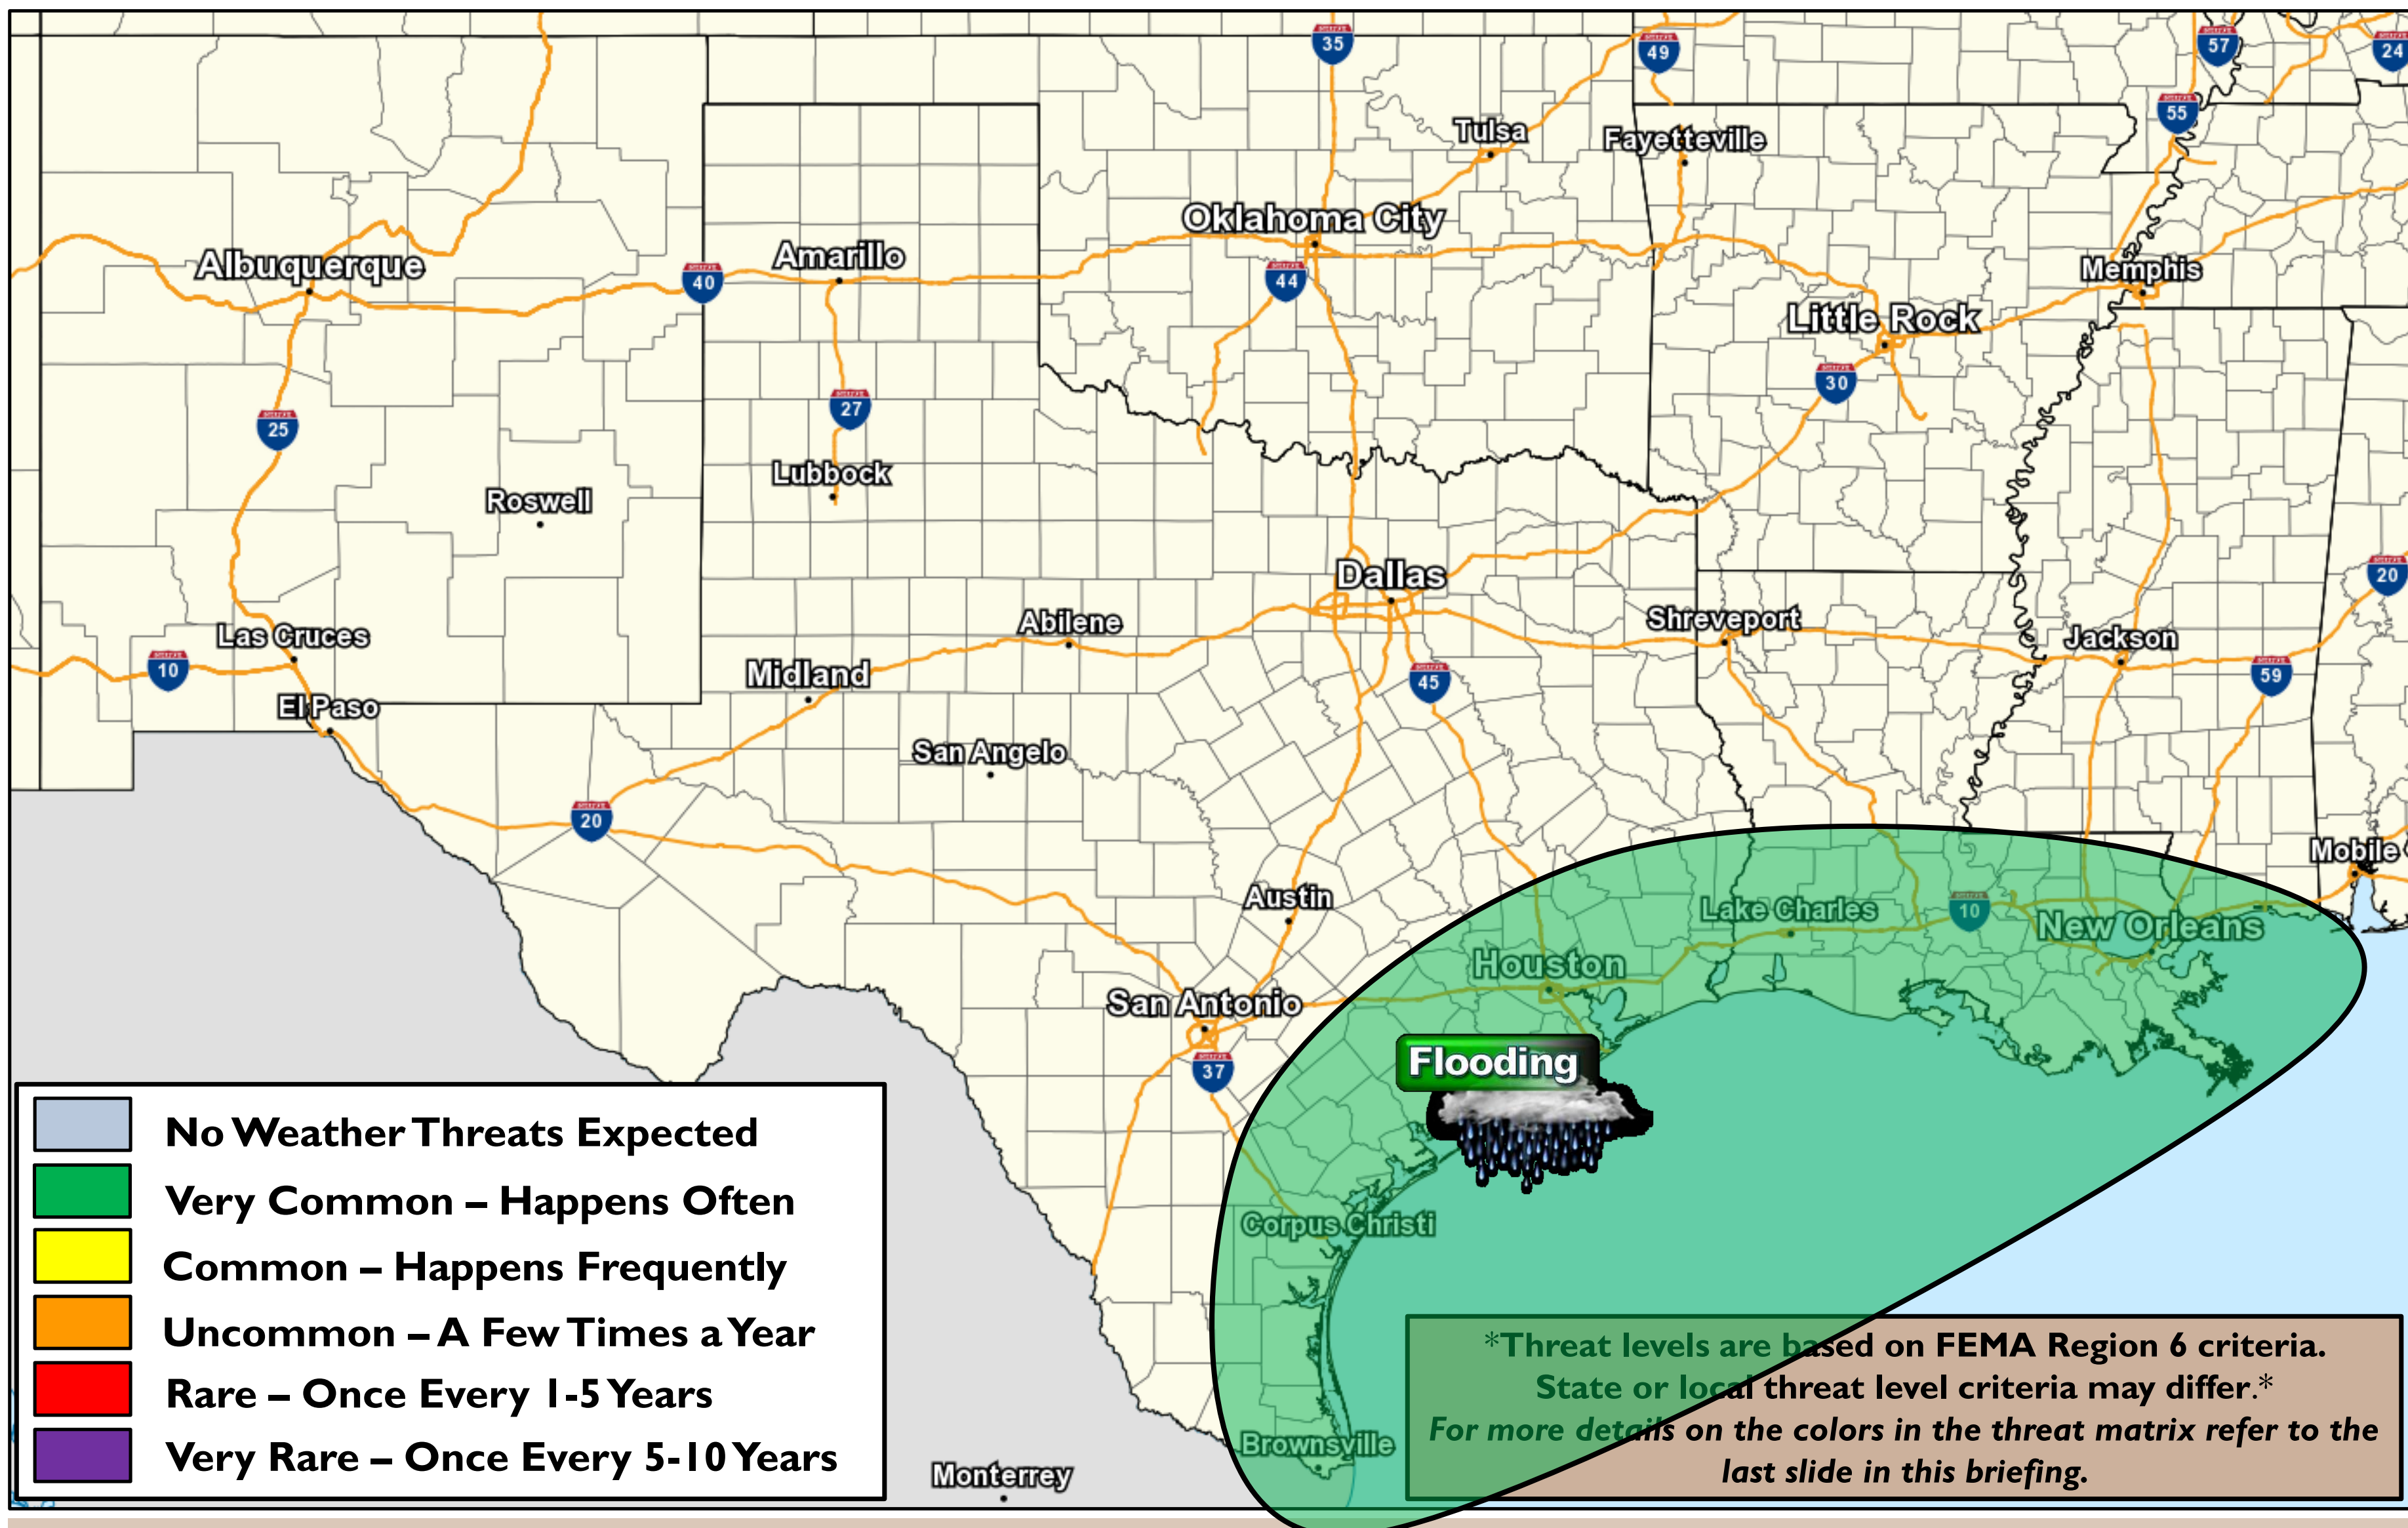 35
49
57
24
55
Tulsa
Fayetteville
Oklahoma City
Albuquerque
Amarillo
40
44
Memphis
Little Rock
30
27
25
Lubbock
Roswell
Dallas
20
Abilene
Shreveport
Las Cruces
Jackson
10
Midland
45
59
El Paso
San Angelo
20
Mobile
Austin
Lake Charles
10
New Orleans
Houston
San Antonio
37
Flooding
Corpus Christi
Brownsville
Monterrey
No Weather Threats Expected
Very Common – Happens Often
Common – Happens Frequently
Uncommon – A Few Times a Year
Rare – Once Every 1-5 Years
Very Rare – Once Every 5-10 Years
*Threat levels are based on FEMA Region 6 criteria.
State or local threat level criteria may differ.*
For more details on the colors in the threat matrix refer to the
last slide in this briefing.